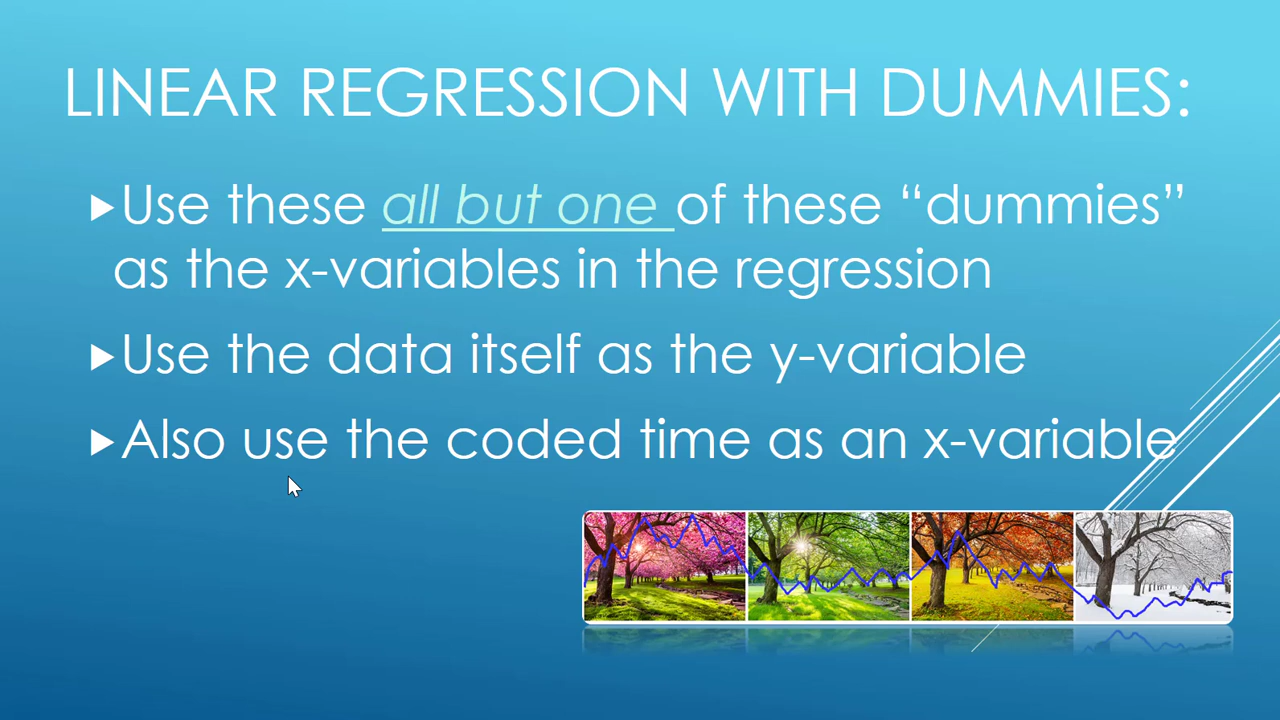 LINEAR REGRESSION WITH DUMMIES:
Use these all but one of these “dummies”
as the x-variables in the regression
Use the data itself as the y-variable
Also use the coded time as an x-variable